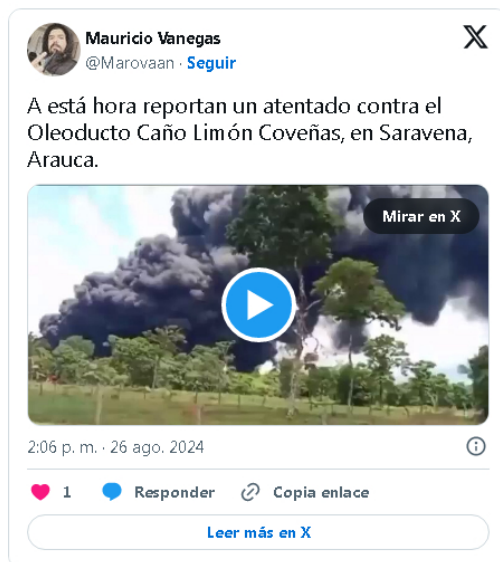 Mauricio Vanegas
@Marovaan · Seguir
A está hora reportan un atentado contra el
Oleoducto Caño Limón Coveñas, en Saravena,
Arauca.
Mirar en X
2:06 p. m. · 26 ago. 2024
1 Responder Copia enlace
Leer más en X